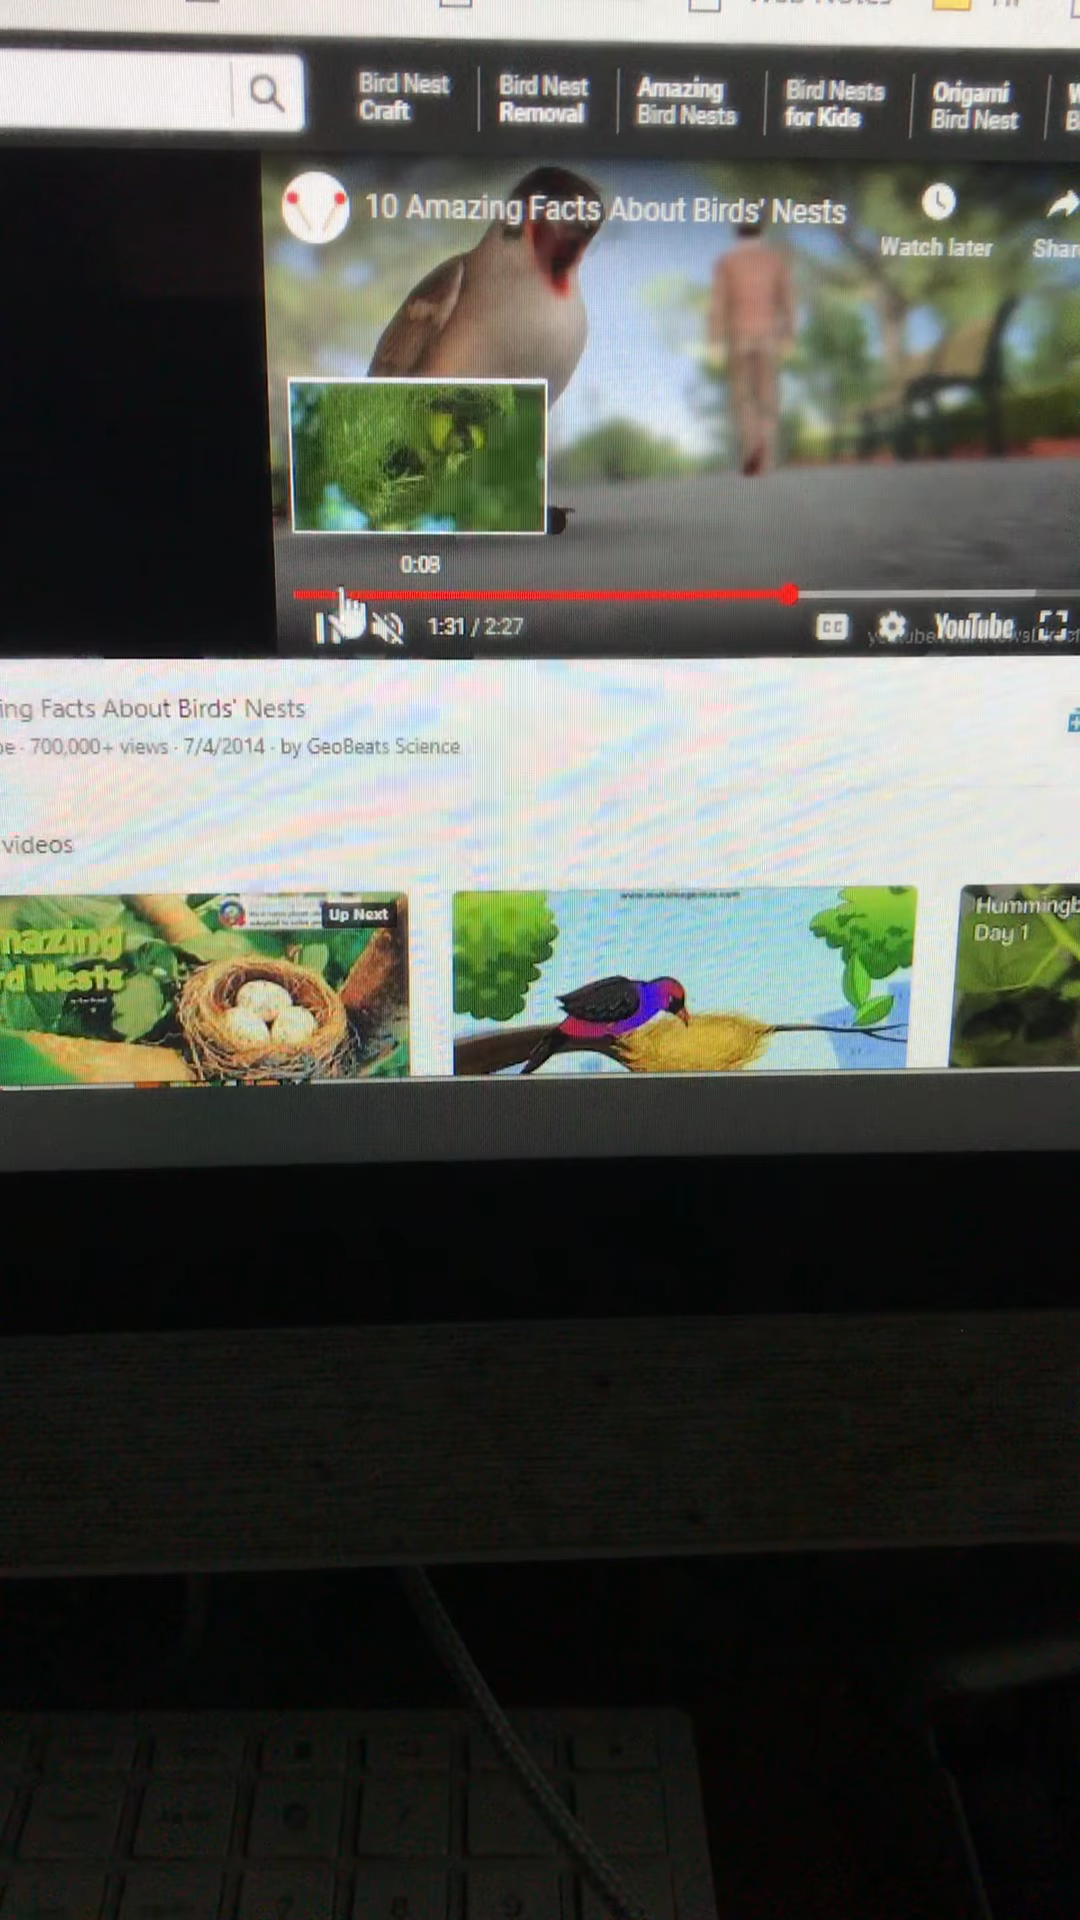 Bird Nest
Craft
Bird Nest
Removal
Amazing
Bird Nests
Bird Nests
for Kids
Origami
Bird Nest
10 Amazing Facts About Birds' Nests
Watch later
Shar
0:08
1:31 / 2:27
CC
YouTube
ing Facts About Birds' Nests
be · 700,000+ views · 7/4/2014 · by GeoBeats Science
videos
mazing
rd Nests
Up Next
Hummingb
Day 1